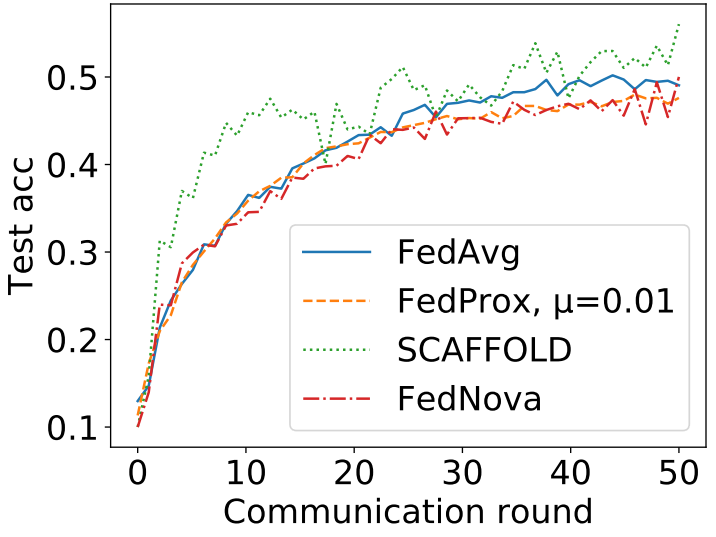 Test acc
0.5
0.4
0.3
0.2
0.1
FedAvg
FedProx, μ=0.01
SCAFFOLD
FedNova
0 10 20 30 40 50
Communication round